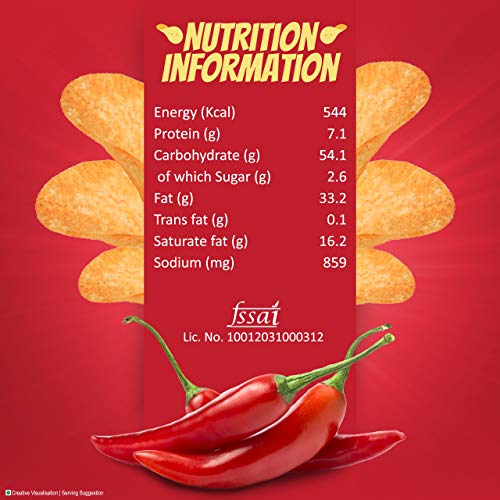 NUTRITION
INFORMATION
Energy (Kcal) 544
Protein (g) 7.1
Carbohydrate (g) 54.1
of which Sugar (g) 2.6
Fat (g) 33.2
Trans fat (g) 0.1
Saturate fat (g) 16.2
Sodium (mg) 859
fssai
Lic. No. 10012031000312
Creative Visualisation | Serving Suggestion